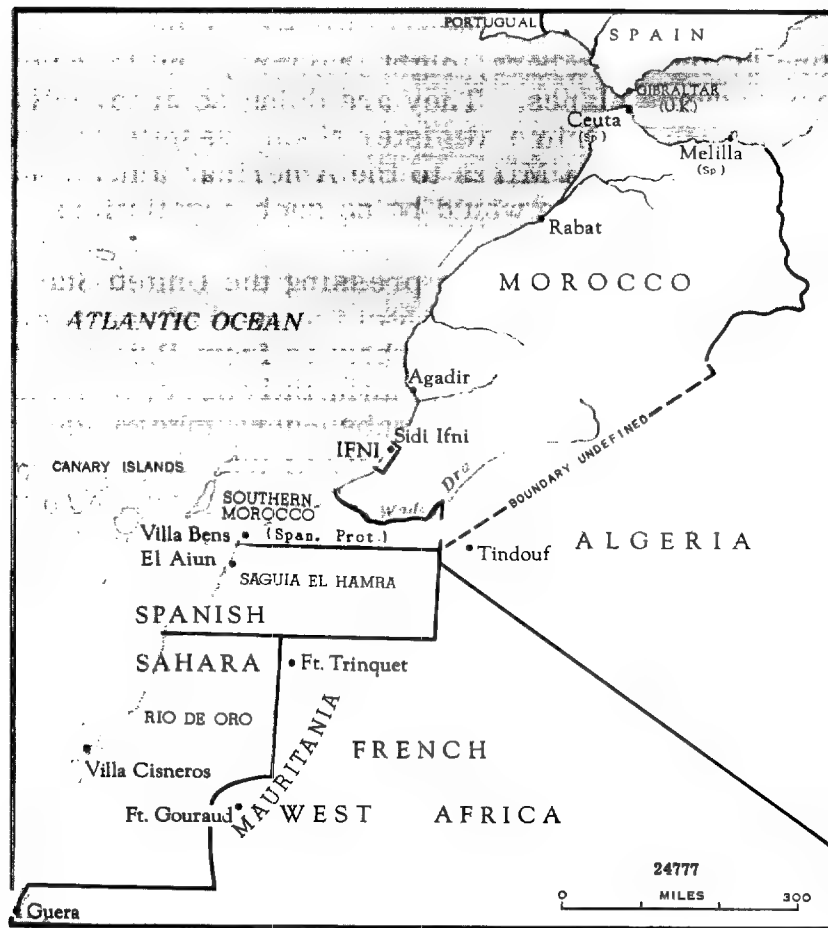 PORTUGUAL
SPAIN
GIBRALTAR
(U.K.)
Ceuta
(Sp)
Melilla
(Sp)
Rabat
MOROCCO
ATLANTIC OCEAN
Agadir
Sidi Ifni
IFNI
CANARY ISLANDS
Dra
BOUNDARY UNDEFINED
SOUTHERN
MOROCCO
(Span. Prot.)
Villa Bens
El Aiun
Tindouf
ALGERIA
SAGUIA EL HAMRA
SPANISH
SAHARA
Ft. Trinquet
RIO DE ORO
MAURITANIA
FRENCH
Villa Cisneros
Ft. Gouraud
WEST AFRICA
24777
0 MILES 300
Guera